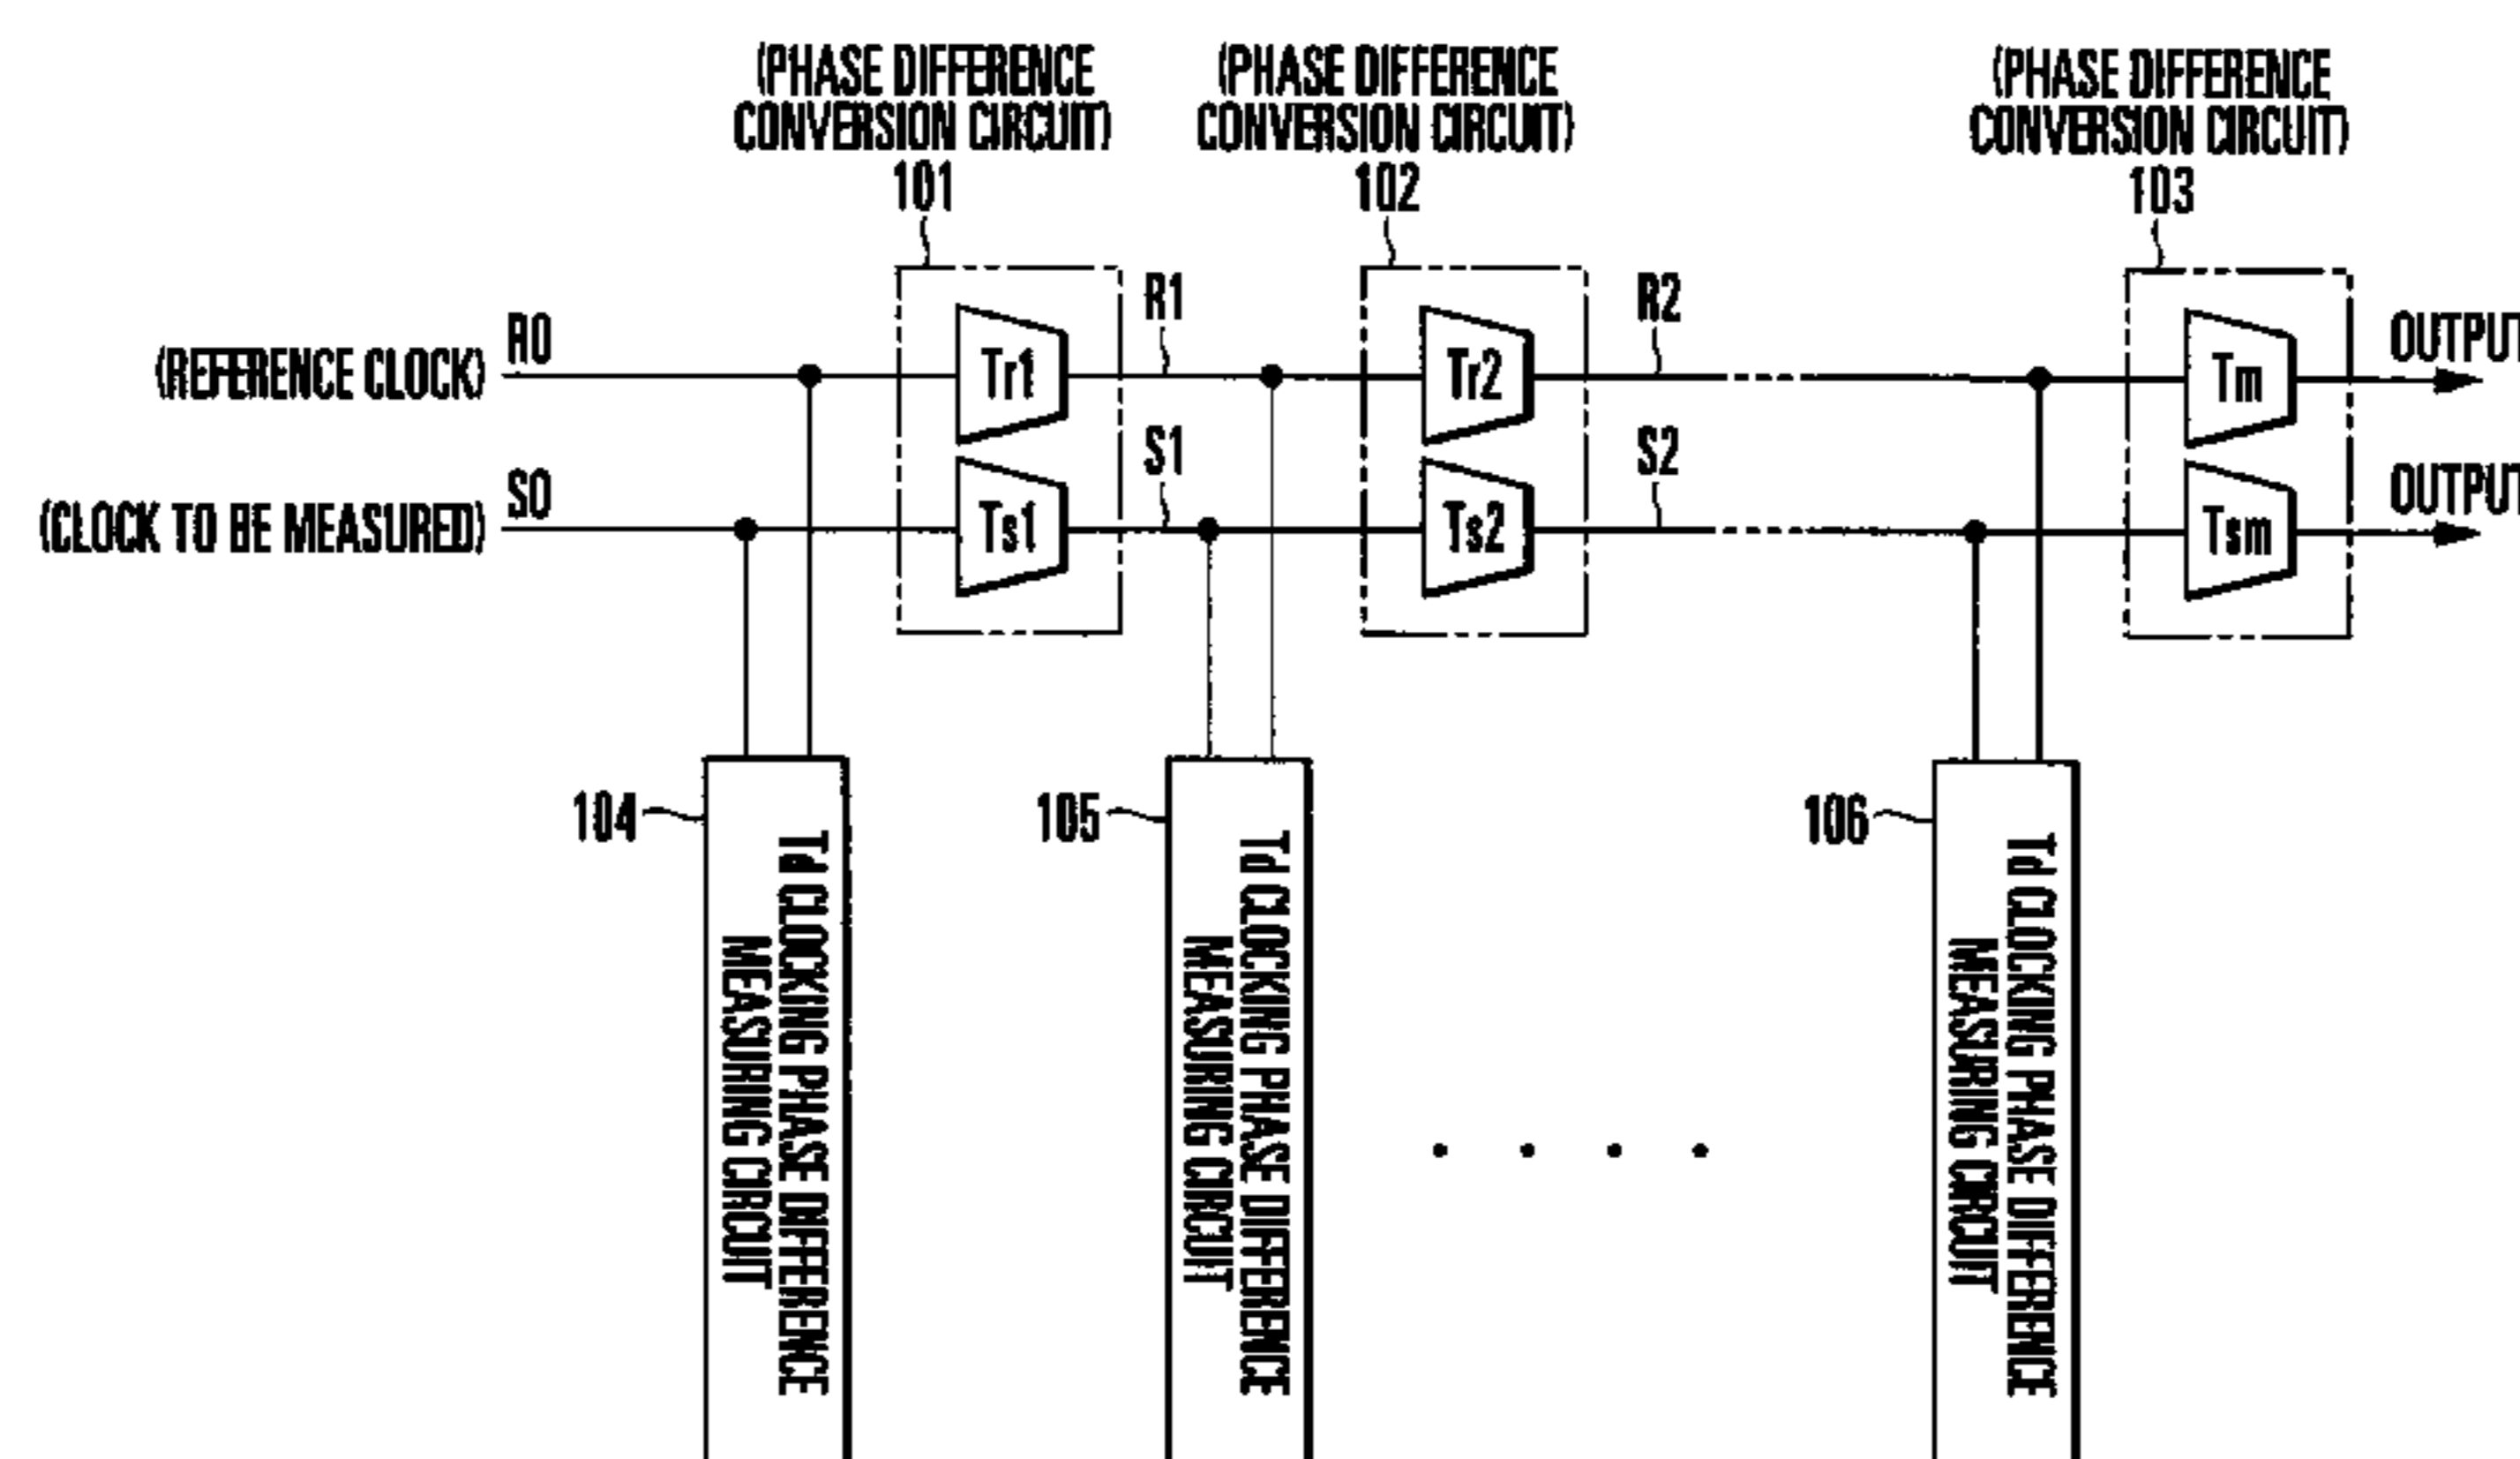 (PHASE DIFFERENCE
CONVERSION CIRCUIT)
101
(PHASE DIFFERENCE
CONVERSION CIRCUIT)
102
(PHASE DIFFERENCE
CONVERSION CIRCUIT)
103
(REFERENCE CLOCK)
R0
Tr1
R1
Tr2
R2
Tm
OUTPUT
(CLOCK TO BE MEASURED)
S0
Ts1
S1
Ts2
S2
Tsm
OUTPUT
104
Td CLOCKING PHASE DIFFERENCE
MEASURING CIRCUIT
105
Td CLOCKING PHASE DIFFERENCE
MEASURING CIRCUIT
106
Td CLOCKING PHASE DIFFERENCE
MEASURING CIRCUIT